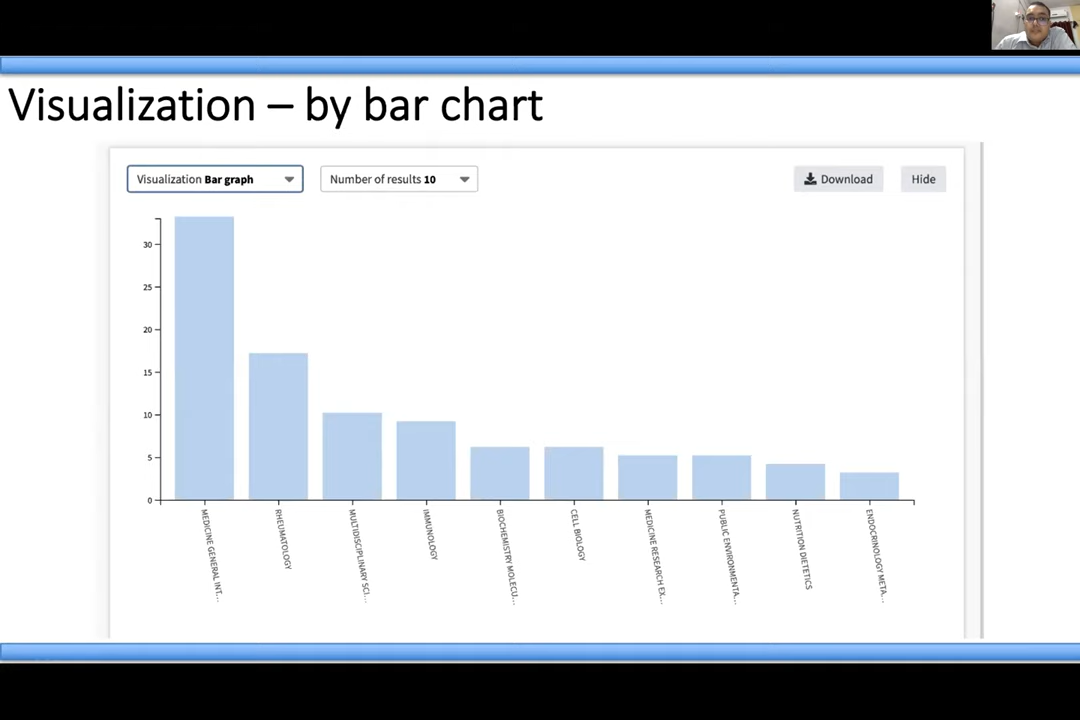 Visualization – by bar chart
Visualization Bar graph
Number of results 10
Download
Hide
30
25
20
15
10
5
0
MEDICINE GENERAL INT...
RHEUMATOLOGY
MULTIDISCIPLINARY SCI...
IMMUNOLOGY
BIOCHEMISTRY MOLECU...
CELL BIOLOGY
MEDICINE RESEARCH EX...
PUBLIC ENVIRONMENTA...
NUTRITION DIETETICS
ENDOCRINOLOGY META...